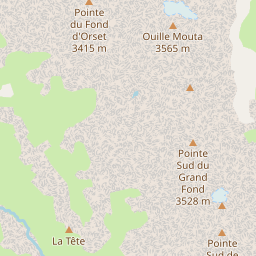 Pointe
du Fond
d'Orset
3415 m
Ouille Mouta
3565 m
Pointe
Sud du
Grand
Fond
3528 m
La Tête
Pointe
Sud de